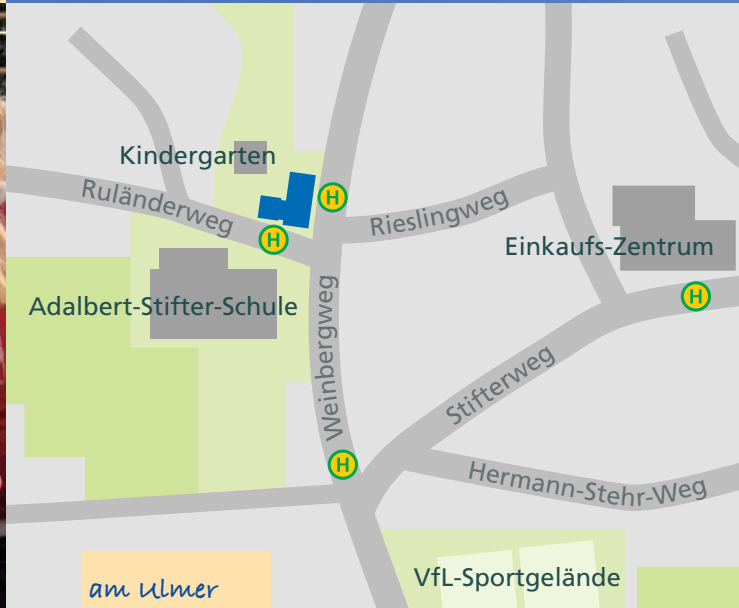 Kindergarten
Ruländerweg
H
H
Rieslingweg
Einkaufs-Zentrum
H
Adalbert-Stifter-Schule
Weinbergweg
Stifterweg
H
Hermann-Stehr-Weg
VfL-Sportgelände
am Ulmer